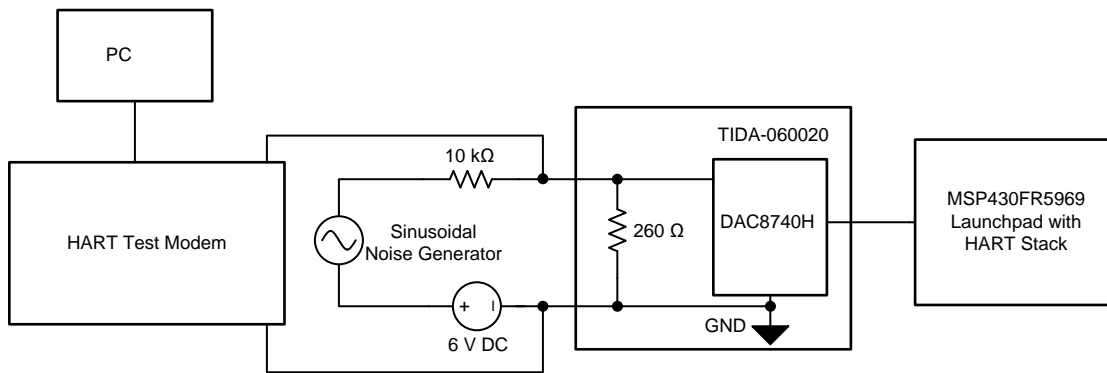 PC
HART Test Modem
10 kΩ
Sinusoidal
Noise Generator
+
–
6 V DC
TIDA-060020
260 Ω
DAC8740H
GND
MSP430FR5969
Launchpad with
HART Stack